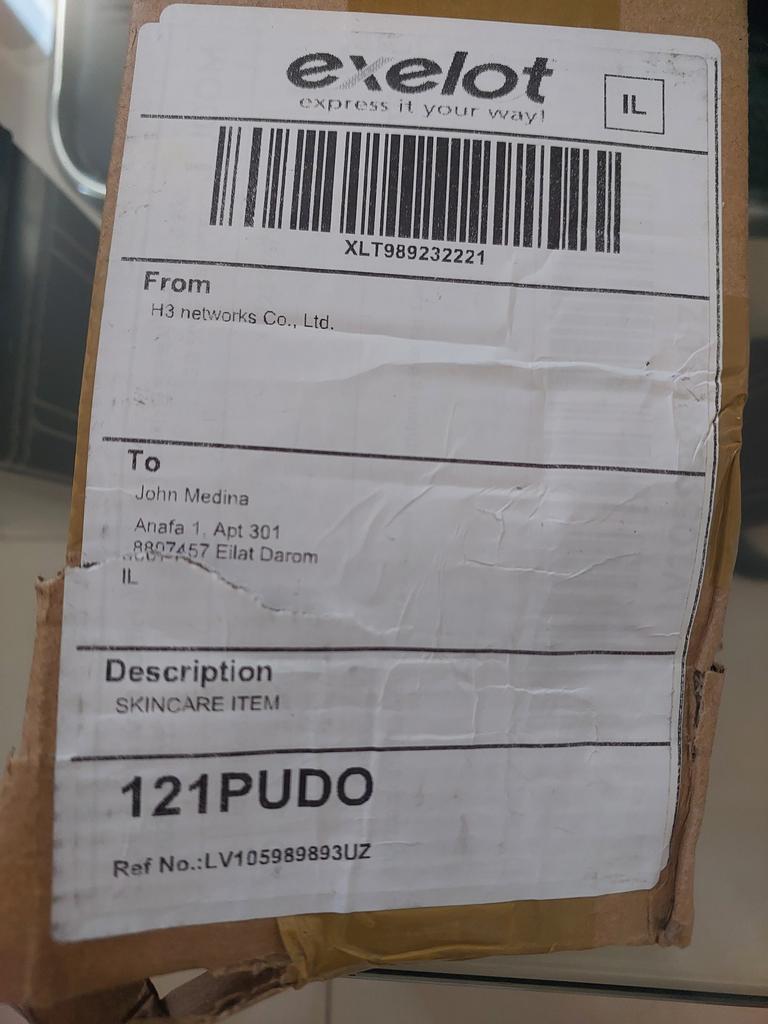 exelot
express it your way!
IL
XLT989232221
From
H3 networks Co., Ltd.
To
John Medina
Anafa 1, Apt 301
8807457 Eilat Darom
IL
Description
SKINCARE ITEM
121PUDO
Ref No.:LV105989893UZ